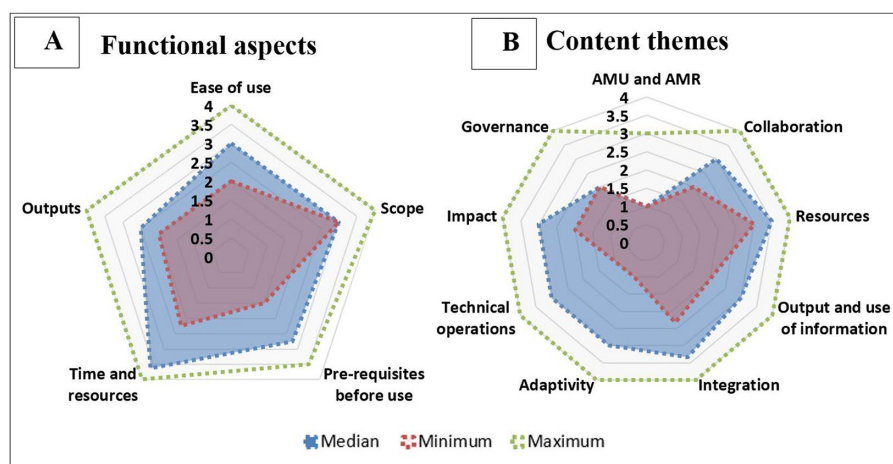 A
Functional aspects
Ease of use
4
3.5
3
2.5
2
1.5
1
0.5
0
Outputs
Scope
Time and
resources
Pre-requisites
before use
B
Content themes
AMU and AMR
4
3.5
3
2.5
2
1.5
1
0.5
0
Governance
Collaboration
Impact
Resources
Technical
operations
Output and use
of information
Adaptivity
Integration
Median
Minimum
Maximum